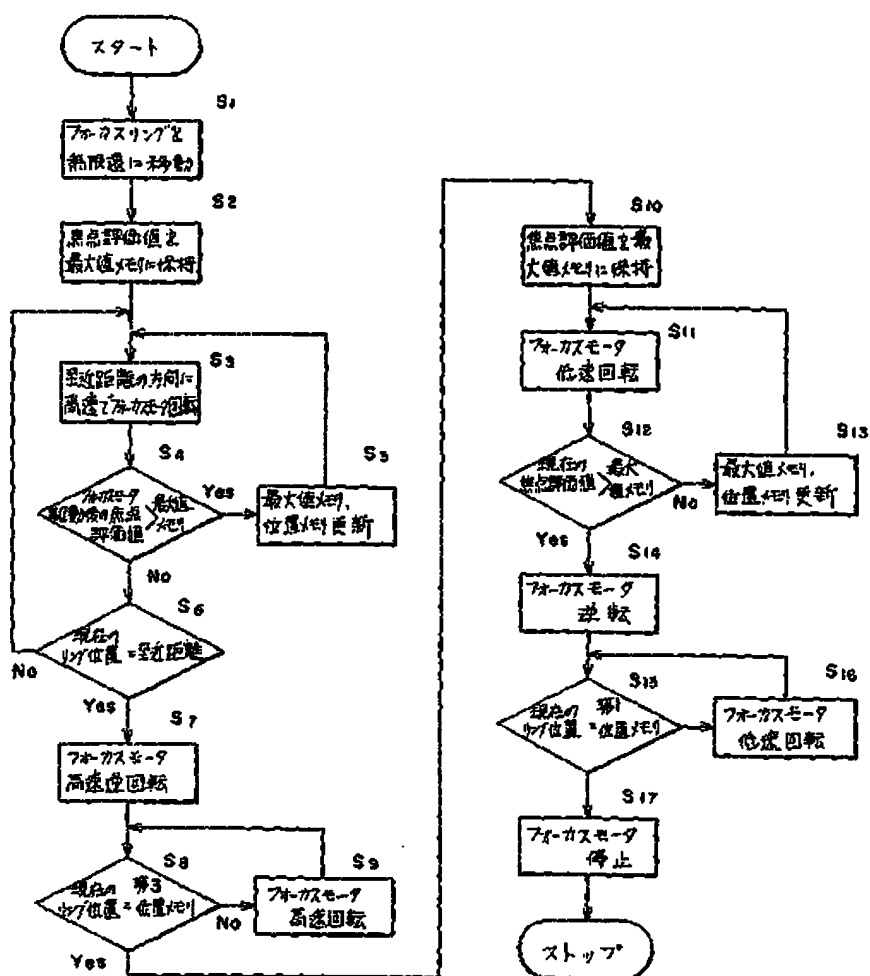 スタート
S1
フォーカスリングを
無限遠に移動
S2
焦点評価値を
最大値メモリに保持
S3
至近距離の方向に
高速でフォーカスモータ回転
S4
フォーカスモータ
駆動後の焦点
評価値 > 最大値
メモリ
Yes
S5
最大値メモリ,
位置メモリ更新
No
S6
現在の
リング位置 = 至近距離
No
Yes
S7
フォーカスモータ
高速逆回転
S8
現在の 第3
リング位置 = 位置メモリ
No
S9
フォーカスモータ
高速回転
Yes
S10
焦点評価値を最
大値メモリに保持
S11
フォーカスモータ
低速回転
S12
現在の
焦点評価値 > 最大
値メモリ
No
S13
最大値メモリ,
位置メモリ更新
Yes
S14
フォーカスモータ
逆転
S15
現在の 第1
リング位置 = 位置メモリ
S16
フォーカスモータ
低速回転
S17
フォーカスモータ
停止
ストップ